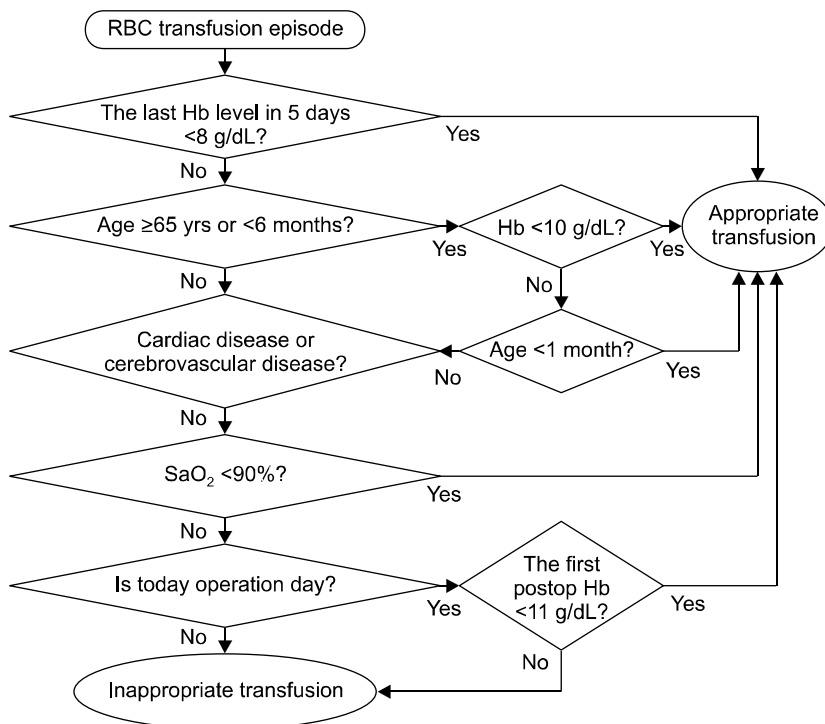 RBC transfusion episode
The last Hb level in 5 days
<8 g/dL?
Yes
No
Age ≥65 yrs or <6 months?
Yes
Hb <10 g/dL?
Yes
Appropriate
transfusion
No
No
Cardiac disease or
cerebrovascular disease?
No
Age <1 month?
Yes
No
SaO₂ <90%?
Yes
No
Is today operation day?
Yes
The first
postop Hb
<11 g/dL?
Yes
No
No
Inappropriate transfusion